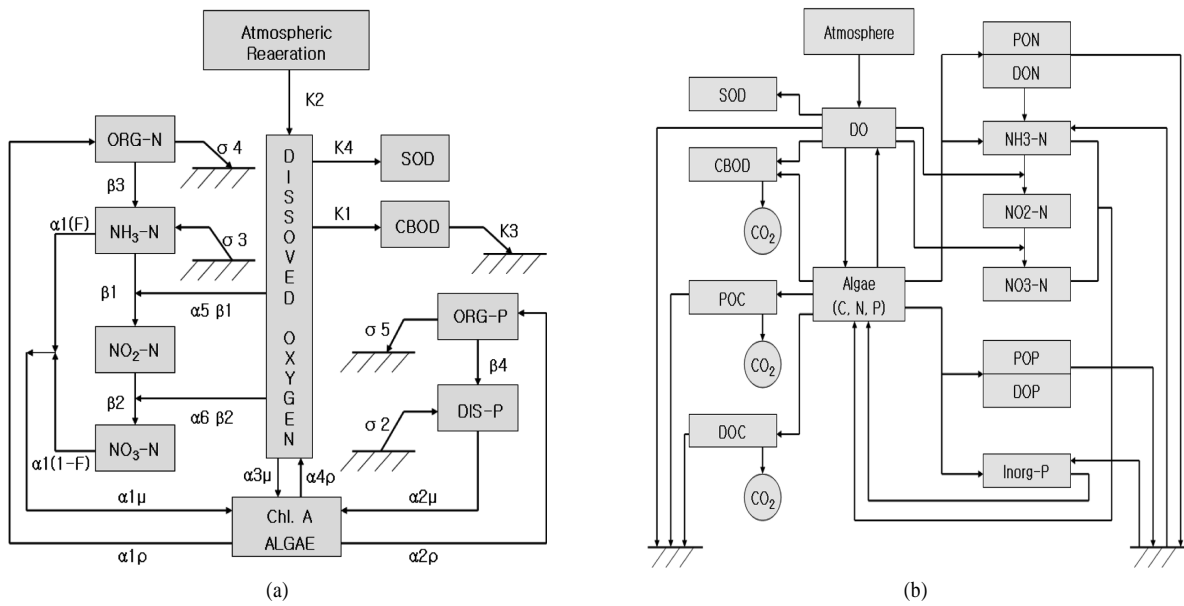 Atmospheric
Reaeration
K2
ORG-N
σ 4
β3
α1(F)
NH3-N
σ 3
β1
α5 β1
NO2-N
β2
α6 β2
NO3-N
α1(1-F)
DISSOVED OXYGEN
K4
SOD
K1
CBOD
K3
ORG-P
σ 5
β4
DIS-P
σ 2
α3μ
α4ρ
α1μ
α2μ
Chl. A
ALGAE
α1ρ
α2ρ
(a)
Atmosphere
PON
DON
SOD
DO
NH3-N
CBOD
NO2-N
CO2
NO3-N
Algae
(C, N, P)
POC
CO2
POP
DOP
DOC
Inorg-P
CO2
(b)